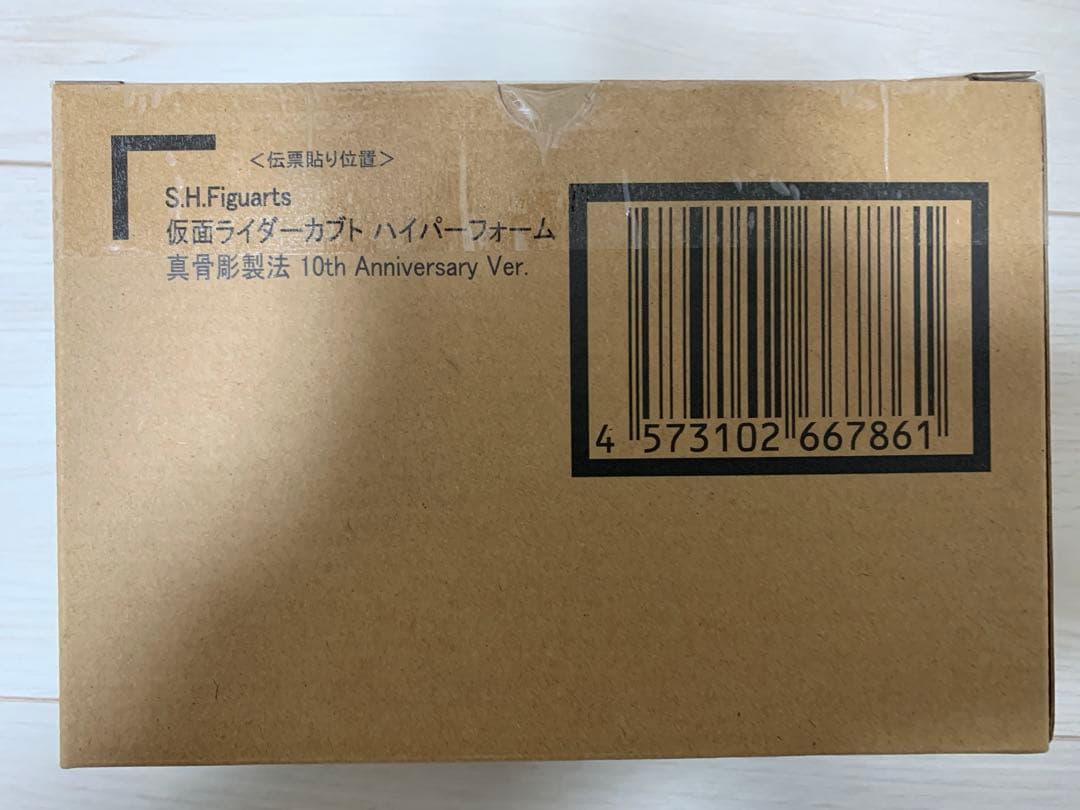 ＜伝票貼り位置＞
S.H.Figuarts
仮面ライダーカブト ハイパーフォーム
真骨彫製法 10th Anniversary Ver.
4 573102 667861